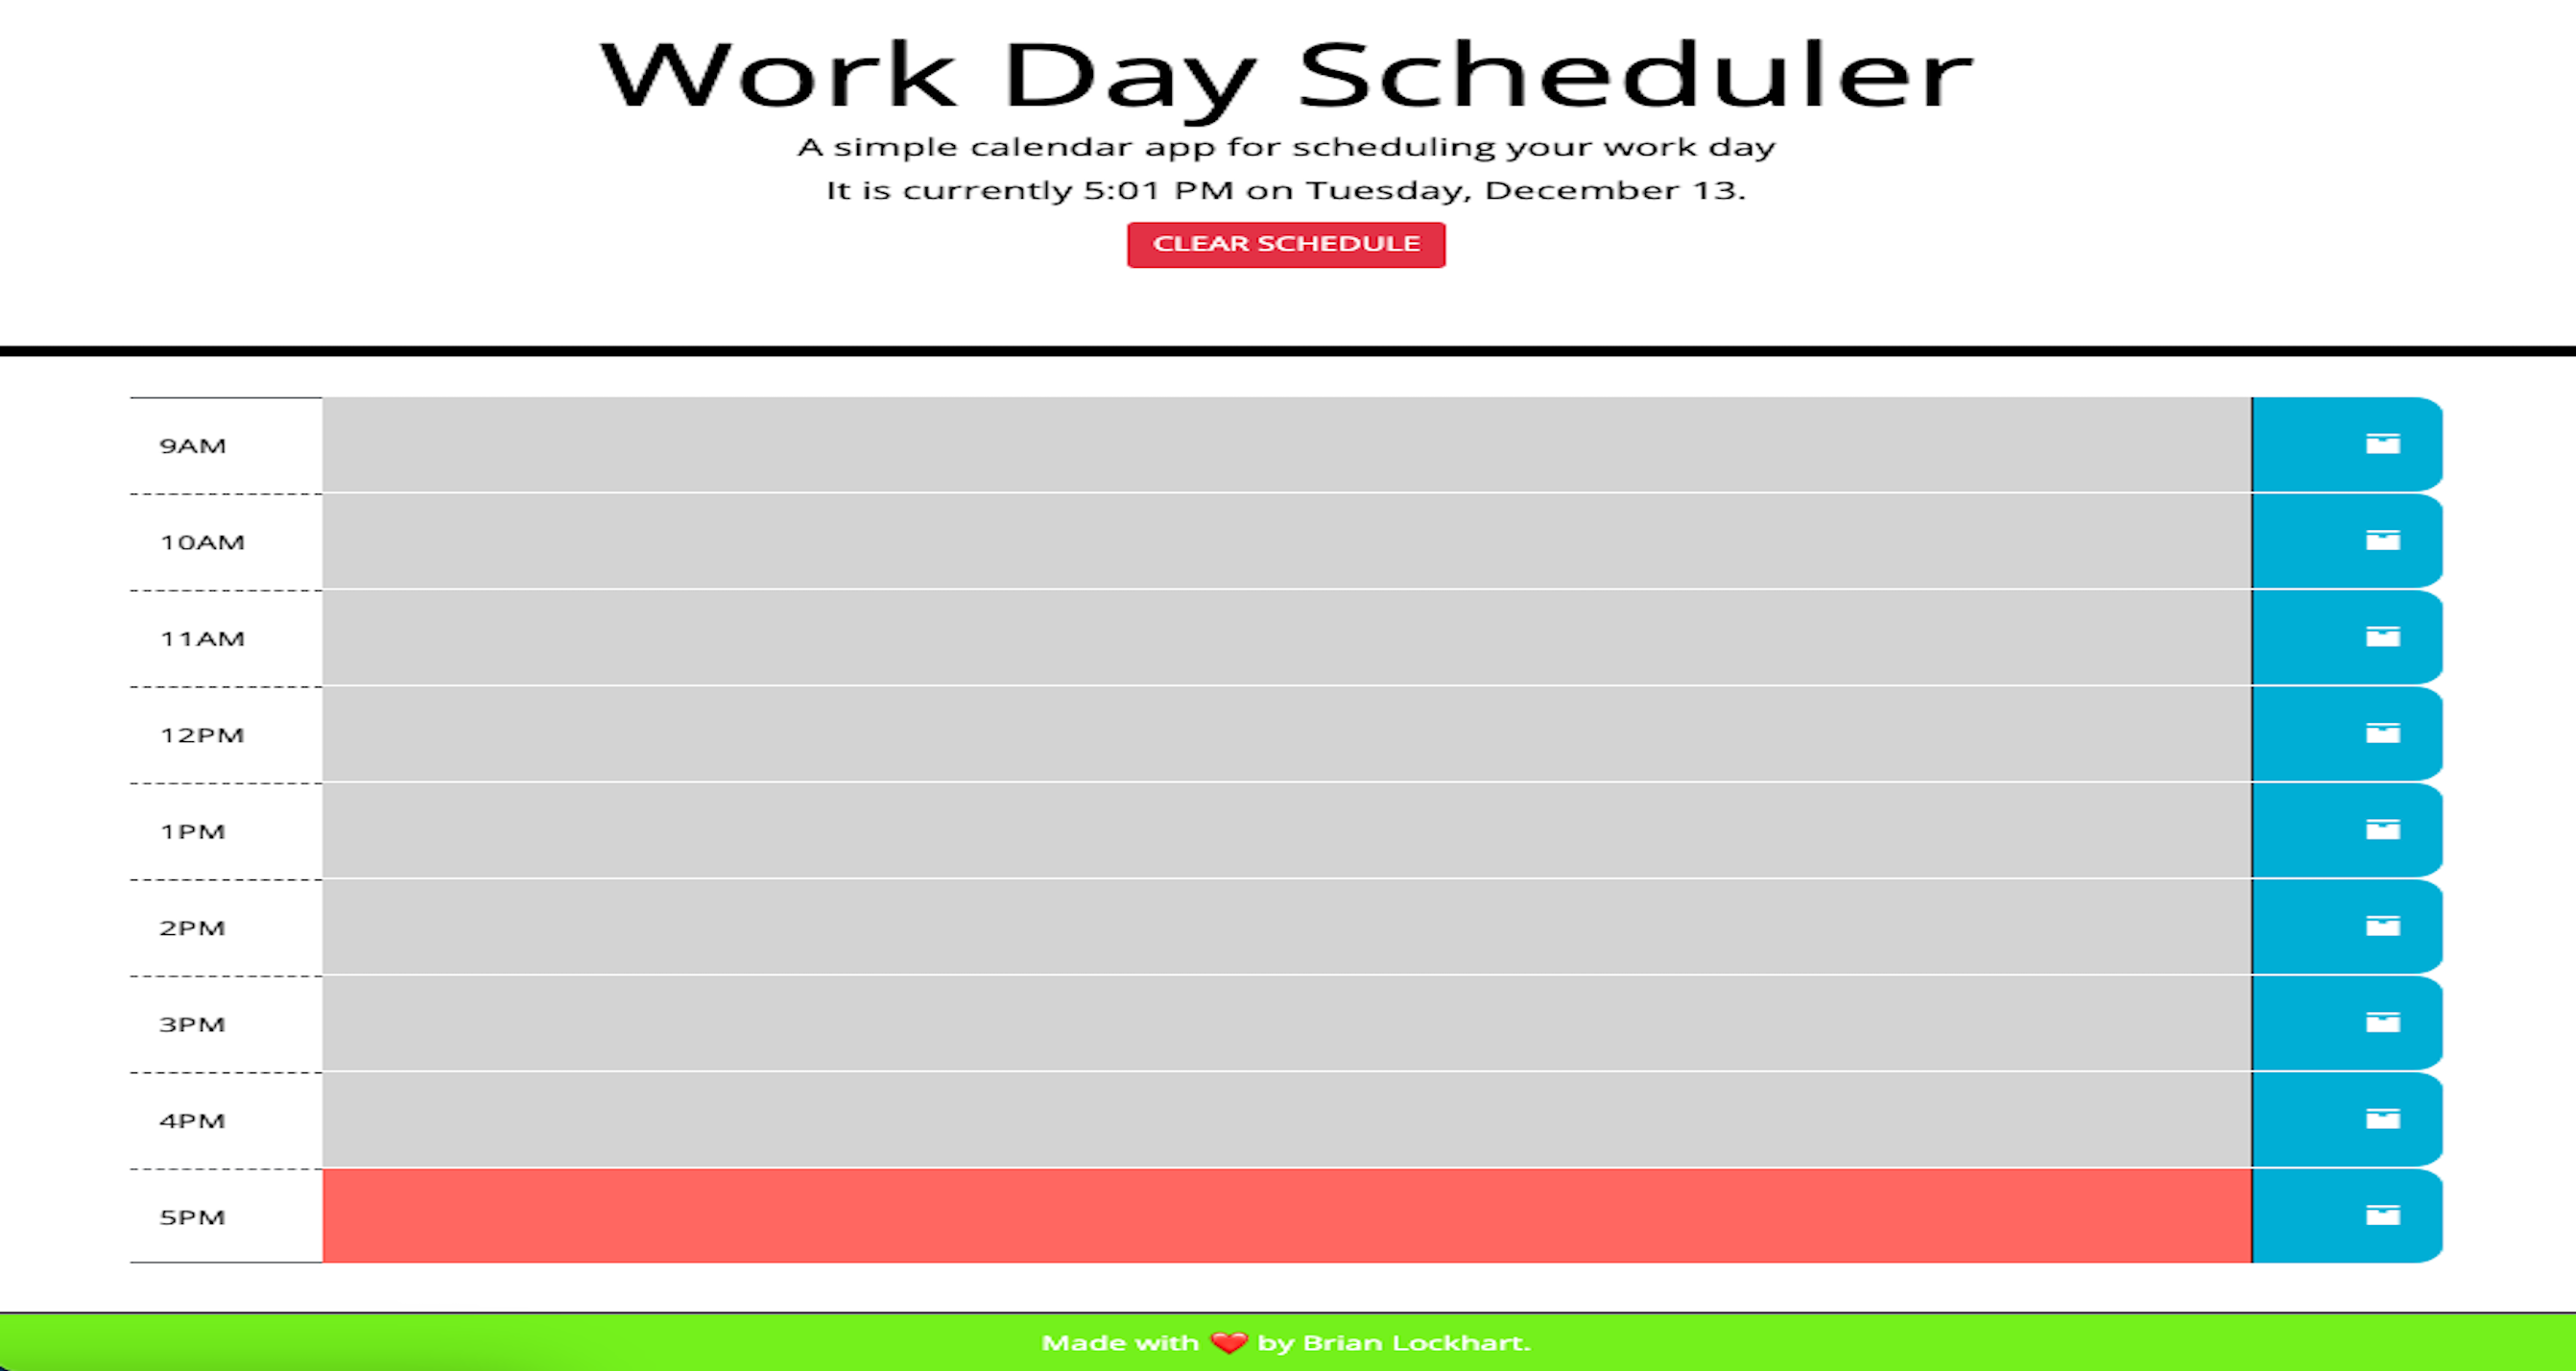 Work Day Scheduler
A simple calendar app for scheduling your work day
It is currently 5:01 PM on Tuesday, December 13.
CLEAR SCHEDULE
9AM
10AM
11AM
12PM
1PM
2PM
3PM
4PM
5PM
Made with ❤️ by Brian Lockhart.